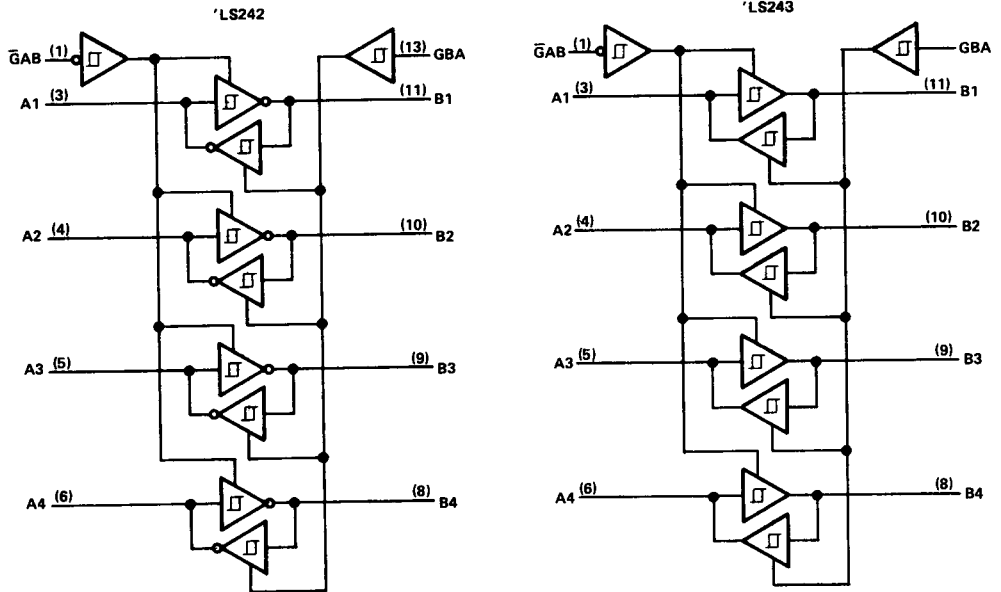 'LS242
G̅AB (1)
(13) GBA
A1 (3)
(11) B1
A2 (4)
(10) B2
A3 (5)
(9) B3
A4 (6)
(8) B4
'LS243
G̅AB (1)
GBA
A1 (3)
(11) B1
A2 (4)
(10) B2
A3 (5)
(9) B3
A4 (6)
(8) B4